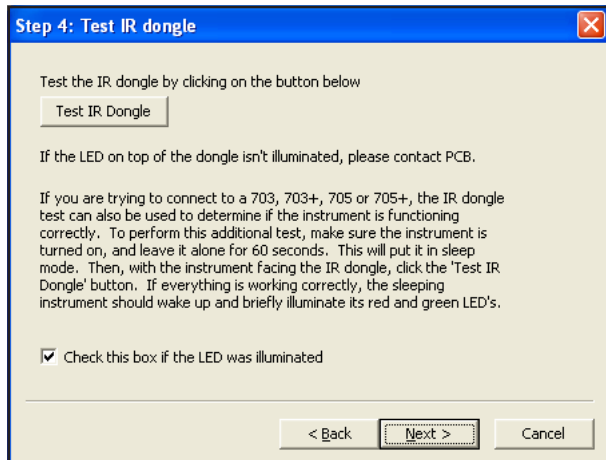 Step 4: Test IR dongle
Test the IR dongle by clicking on the button below
Test IR Dongle
If the LED on top of the dongle isn't illuminated, please contact PCB.
If you are trying to connect to a 703, 703+, 705 or 705+, the IR dongle
test can also be used to determine if the instrument is functioning
correctly.  To perform this additional test, make sure the instrument is
turned on, and leave it alone for 60 seconds.  This will put it in sleep
mode.  Then, with the instrument facing the IR dongle, click the 'Test IR
Dongle' button.  If everything is working correctly, the sleeping
instrument should wake up and briefly illuminate its red and green LED's.
Check this box if the LED was illuminated
< Back
Next >
Cancel